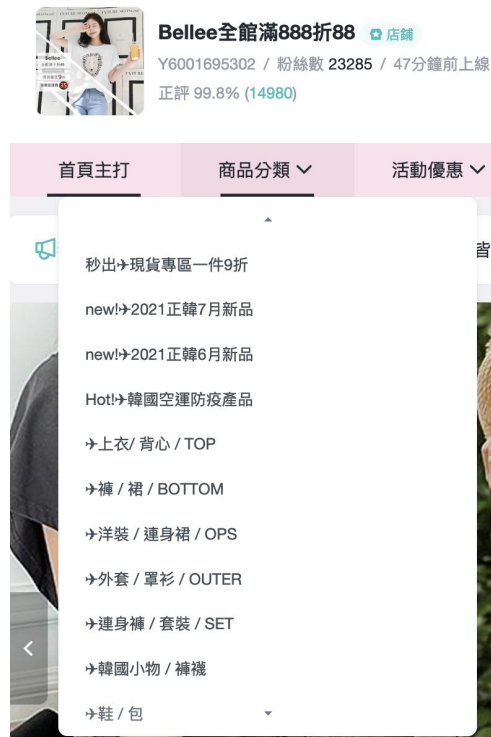 Bellee全館滿888折88 店鋪
Y6001695302 / 粉絲數 23285 / 47分鐘前上線
正評 99.8% (14980)
首頁主打 商品分類 活動優惠
皆
秒出✈現貨專區一件9折
new!✈2021正韓7月新品
new!✈2021正韓6月新品
Hot!✈韓國空運防疫產品
✈上衣/ 背心 / TOP
✈褲 / 裙 / BOTTOM
✈洋裝 / 連身裙 / OPS
✈外套 / 罩衫 / OUTER
✈連身褲 / 套裝 / SET
✈韓國小物 / 褲襪
✈鞋 / 包